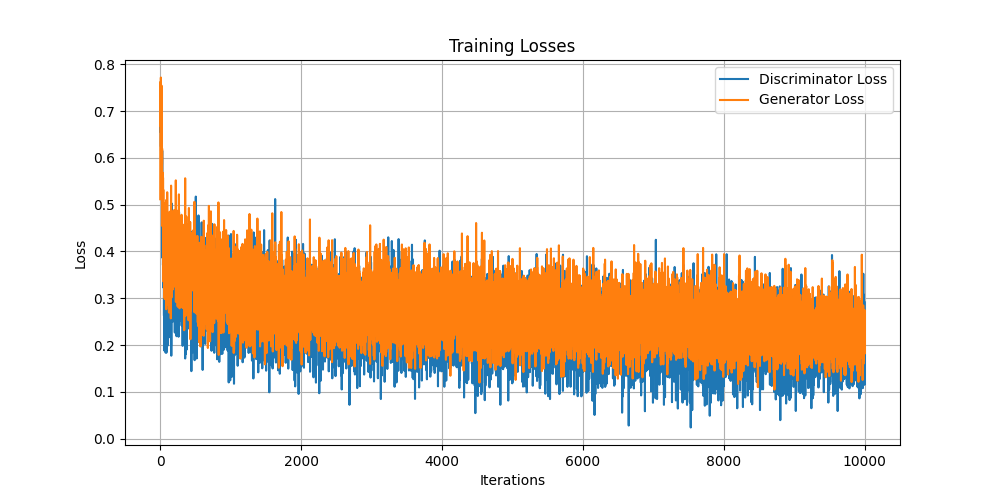 Training Losses
Discriminator Loss
Generator Loss
0.8
0.7
0.6
0.5
0.4
0.3
0.2
0.1
0.0
Loss
0 2000 4000 6000 8000 10000
Iterations